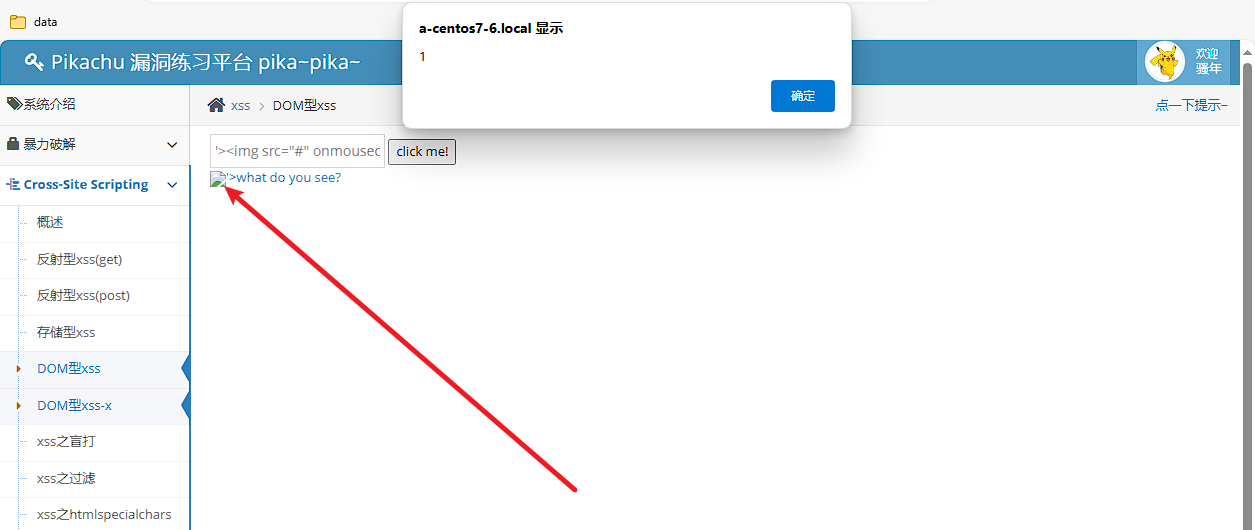 data
a-centos7-6.local 显示
1
确定
Pikachu 漏洞练习平台 pika~pika~
欢迎
骚年
系统介绍
xss > DOM型xss
点一下提示~
暴力破解
'><img src="#" onmouseo
click me!
'>what do you see?
Cross-Site Scripting
概述
反射型xss(get)
反射型xss(post)
存储型xss
DOM型xss
DOM型xss-x
xss之盲打
xss之过滤
xss之htmlspecialchars